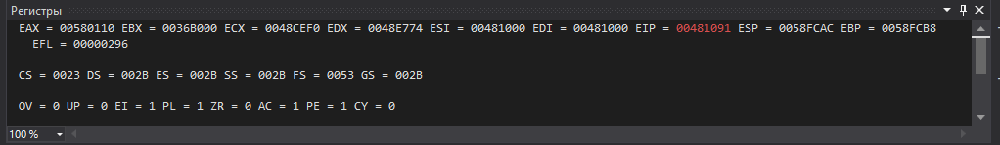 Регистры
EAX = 00580110 EBX = 0036B000 ECX = 0048CEF0 EDX = 0048E774 ESI = 00481000 EDI = 00481000 EIP = 00481091 ESP = 0058FCAC EBP = 0058FCB8
EFL = 00000296
CS = 0023 DS = 002B ES = 002B SS = 002B FS = 0053 GS = 002B
OV = 0 UP = 0 EI = 1 PL = 1 ZR = 0 AC = 1 PE = 1 CY = 0
100 %